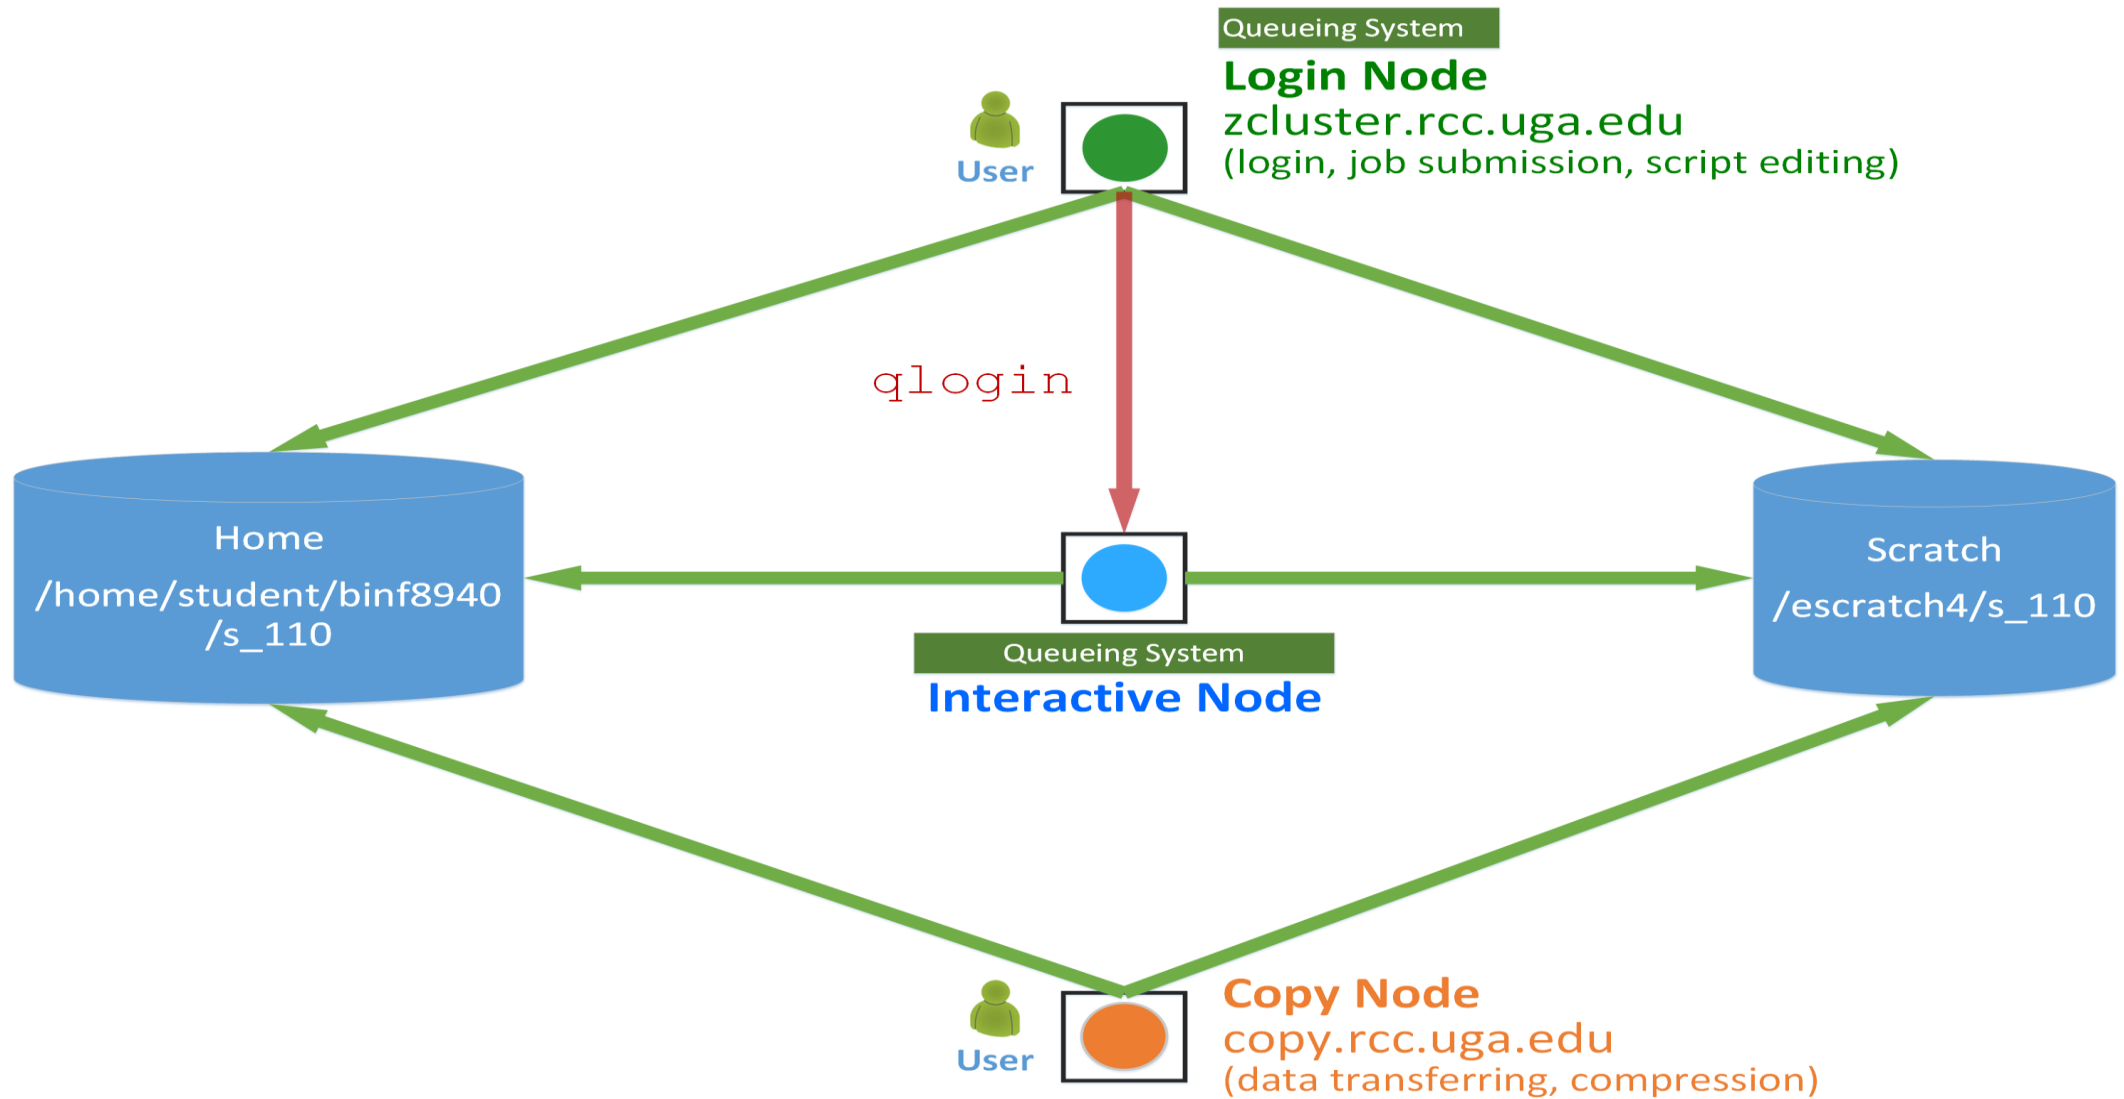 Queueing System
Login Node
zcluster.rcc.uga.edu
(login, job submission, script editing)
User
qlogin
Home
/home/student/binf8940
/s_110
Scratch
/escratch4/s_110
Queueing System
Interactive Node
User
Copy Node
copy.rcc.uga.edu
(data transferring, compression)